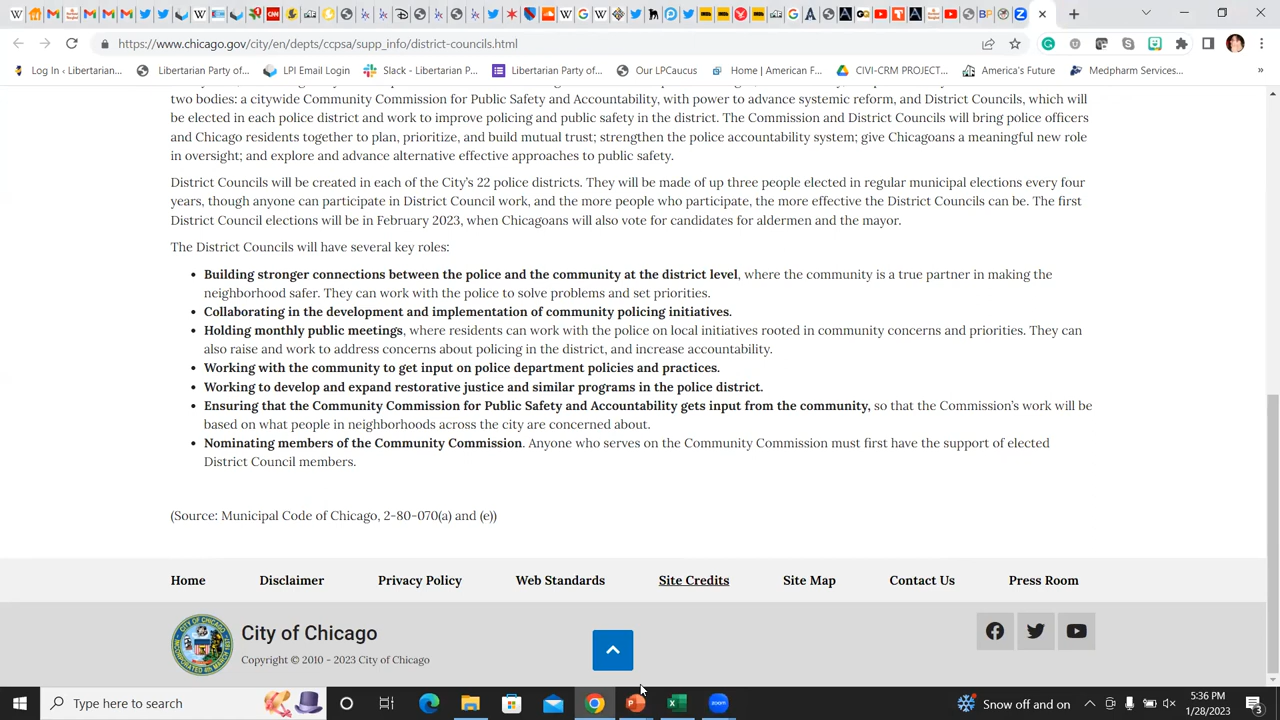 https://www.chicago.gov/city/en/depts/ccpsa/supp_info/district-councils.html
Log In ‹ Libertarian...
Libertarian Party of...
LPI Email Login
Slack - Libertarian P...
Libertarian Party of...
Our LPCaucus
Home | American F...
CIVI-CRM PROJECT...
America's Future
Medpharm Services...
»
two bodies: a citywide Community Commission for Public Safety and Accountability, with power to advance systemic reform, and District Councils, which will
be elected in each police district and work to improve policing and public safety in the district. The Commission and District Councils will bring police officers
and Chicago residents together to plan, prioritize, and build mutual trust; strengthen the police accountability system; give Chicagoans a meaningful new role
in oversight; and explore and advance alternative effective approaches to public safety.
District Councils will be created in each of the City's 22 police districts. They will be made of up three people elected in regular municipal elections every four
years, though anyone can participate in District Council work, and the more people who participate, the more effective the District Councils can be. The first
District Council elections will be in February 2023, when Chicagoans will also vote for candidates for aldermen and the mayor.
The District Councils will have several key roles:
• Building stronger connections between the police and the community at the district level, where the community is a true partner in making the
neighborhood safer. They can work with the police to solve problems and set priorities.
• Collaborating in the development and implementation of community policing initiatives.
• Holding monthly public meetings, where residents can work with the police on local initiatives rooted in community concerns and priorities. They can
also raise and work to address concerns about policing in the district, and increase accountability.
• Working with the community to get input on police department policies and practices.
• Working to develop and expand restorative justice and similar programs in the police district.
• Ensuring that the Community Commission for Public Safety and Accountability gets input from the community, so that the Commission's work will be
based on what people in neighborhoods across the city are concerned about.
• Nominating members of the Community Commission. Anyone who serves on the Community Commission must first have the support of elected
District Council members.
(Source: Municipal Code of Chicago, 2-80-070(a) and (e))
Home
Disclaimer
Privacy Policy
Web Standards
Site Credits
Site Map
Contact Us
Press Room
City of Chicago
Copyright © 2010 - 2023 City of Chicago
Type here to search
Snow off and on
5:36 PM
1/28/2023
3